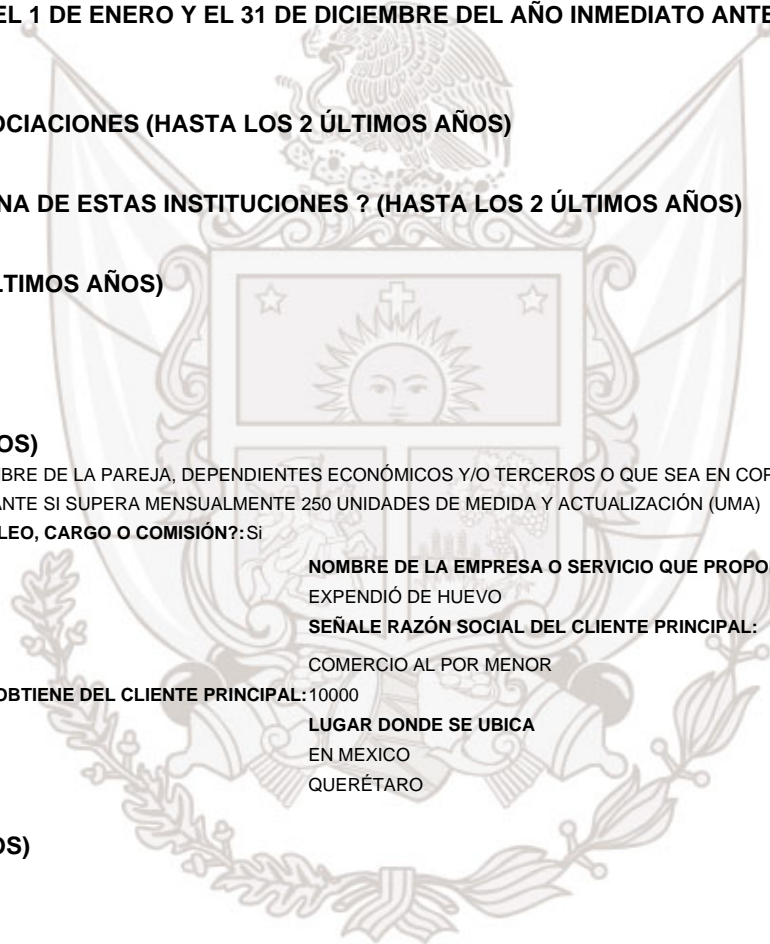 EL 1 DE ENERO Y EL 31 DE DICIEMBRE DEL AÑO INMEDIATO ANTE
OCIACIONES (HASTA LOS 2 ÚLTIMOS AÑOS)
NA DE ESTAS INSTITUCIONES ? (HASTA LOS 2 ÚLTIMOS AÑOS)
LTIMOS AÑOS)
OS)
BRE DE LA PAREJA, DEPENDIENTES ECONÓMICOS Y/O TERCEROS O QUE SEA EN COP
ANTE SI SUPERA MENSUALMENTE 250 UNIDADES DE MEDIDA Y ACTUALIZACIÓN (UMA)
LEO, CARGO O COMISIÓN?:Si
NOMBRE DE LA EMPRESA O SERVICIO QUE PROPO
EXPENDIÓ DE HUEVO
SEÑALE RAZÓN SOCIAL DEL CLIENTE PRINCIPAL:
COMERCIO AL POR MENOR
OBTIENE DEL CLIENTE PRINCIPAL:10000
LUGAR DONDE SE UBICA
EN MEXICO
QUERÉTARO
OS)